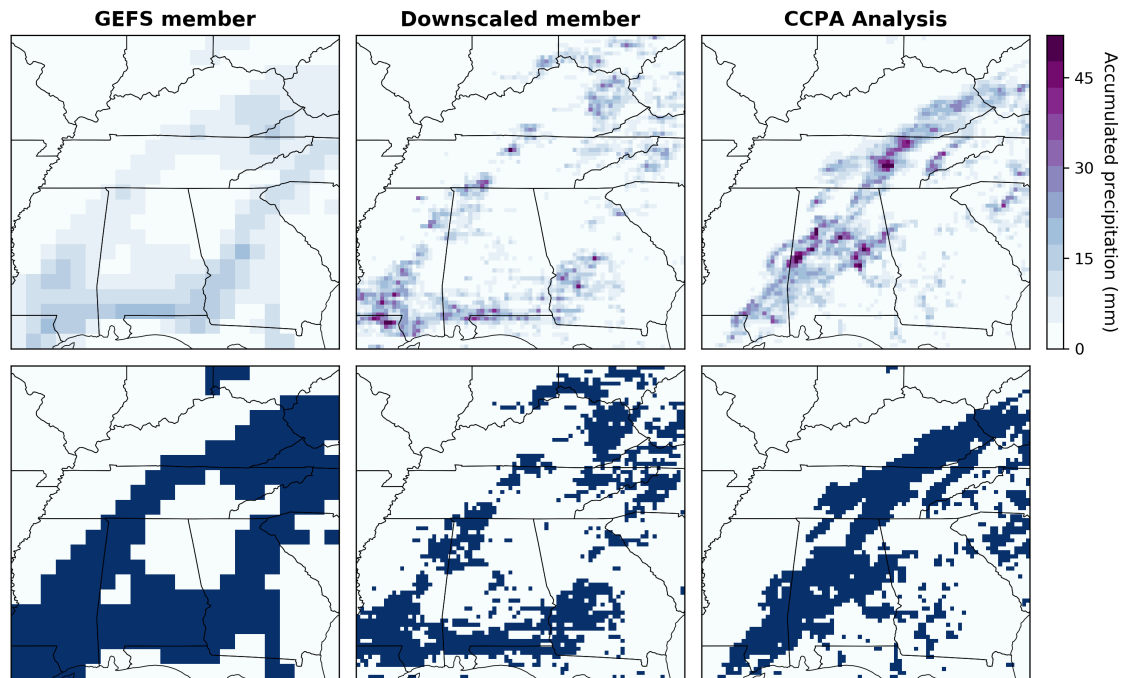 GEFS member
Downscaled member
CCPA Analysis
45
30
15
0
Accumulated precipitation (mm)